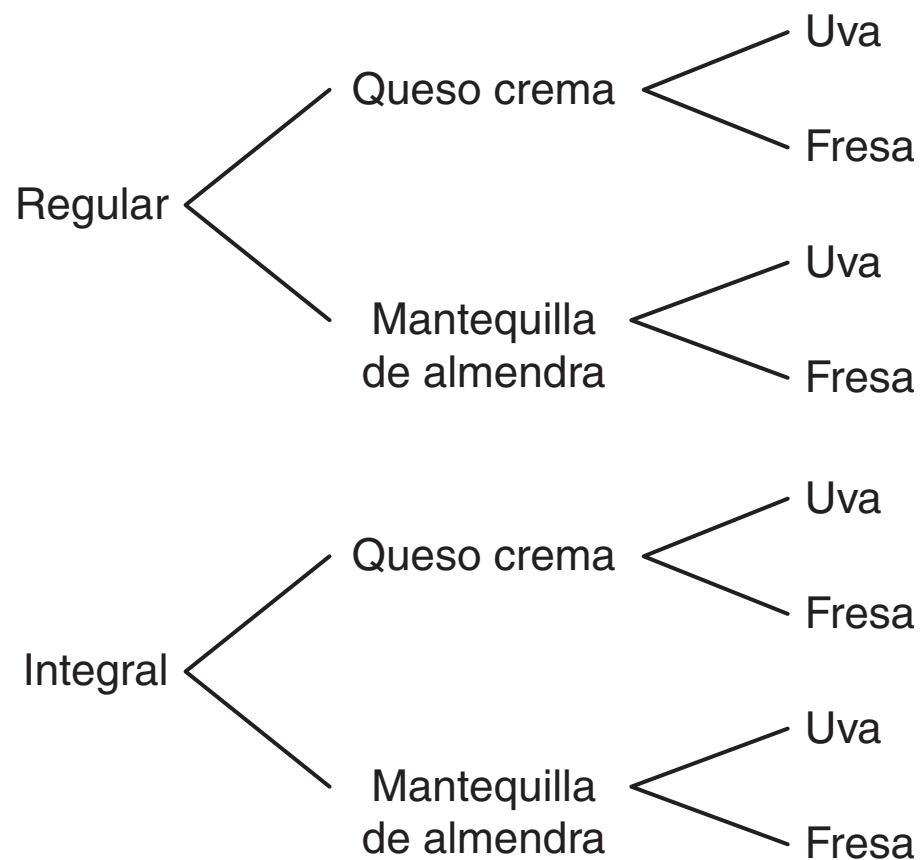 Uva
Queso crema
Fresa
Regular
Uva
Mantequilla
de almendra
Fresa
Uva
Queso crema
Fresa
Integral
Uva
Mantequilla
de almendra
Fresa